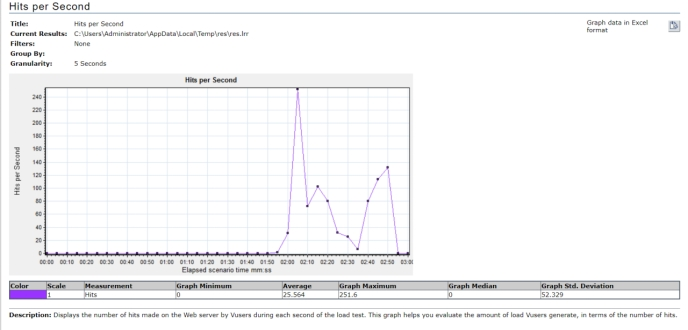 Hits per Second
Title: Hits per Second
Graph data in Excel format
Current Results: C:\Users\Administrator\AppData\Local\Temp\res\res.lrr
Filters: None
Group By:
Granularity: 5 Seconds
Hits per Second
Hits per Second
240
220
200
180
160
140
120
100
80
60
40
20
0
00:00 00:10 00:20 00:30 00:40 00:50 01:00 01:10 01:20 01:30 01:40 01:50 02:00 02:10 02:20 02:30 02:40 02:50 03:00
Elapsed scenario time mm:ss
Color Scale Measurement Graph Minimum Average Graph Maximum Graph Median Graph Std. Deviation
1 Hits 0 25.564 251.6 0 52.329
Description: Displays the number of hits made on the Web server by Vusers during each second of the load test. This graph helps you evaluate the amount of load Vusers generate, in terms of the number of hits.